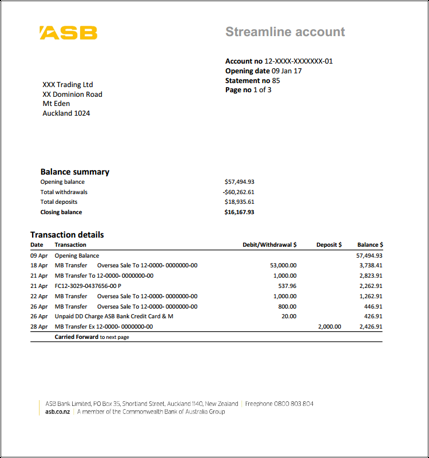 ASB
Streamline account
Account no 12-XXXX-XXXXXXX-01
Opening date 09 Jan 17
Statement no 85
Page no 1 of 3
XXX Trading Ltd
XX Dominion Road
Mt Eden
Auckland 1024
Balance summary
Opening balance $57,494.93
Total withdrawals -$60,262.61
Total deposits $18,935.61
Closing balance $16,167.93
Transaction details
Date Transaction Debit/Withdrawal $ Deposit $ Balance $
09 Apr Opening Balance 57,494.93
18 Apr MB Transfer Oversea Sale To 12-0000- 0000000-00 53,000.00 3,738.41
21 Apr MB Transfer To 12-0000- 0000000-00 1,000.00 2,823.91
21 Apr FC12-3029-0437656-00 P 537.96 2,262.91
22 Apr MB Transfer Oversea Sale To 12-0000- 0000000-00 1,000.00 1,262.91
26 Apr MB Transfer Oversea Sale To 12-0000- 0000000-00 800.00 446.91
26 Apr Unpaid DD Charge ASB Bank Credit Card & M 20.00 426.91
28 Apr MB Transfer Ex 12-0000- 0000000-00 2,000.00 2,426.91
Carried Forward to next page
ASB Bank Limited, PO Box 35, Shortland Street, Auckland 1140, New Zealand | Freephone 0800 803 804
asb.co.nz | A member of the Commonwealth Bank of Australia Group